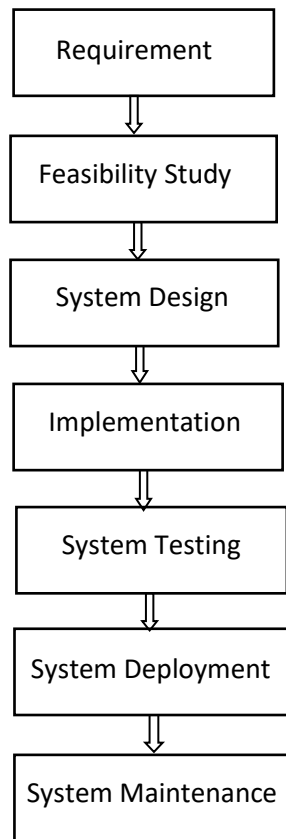 Requirement
Feasibility Study
System Design
Implementation
System Testing
System Deployment
System Maintenance